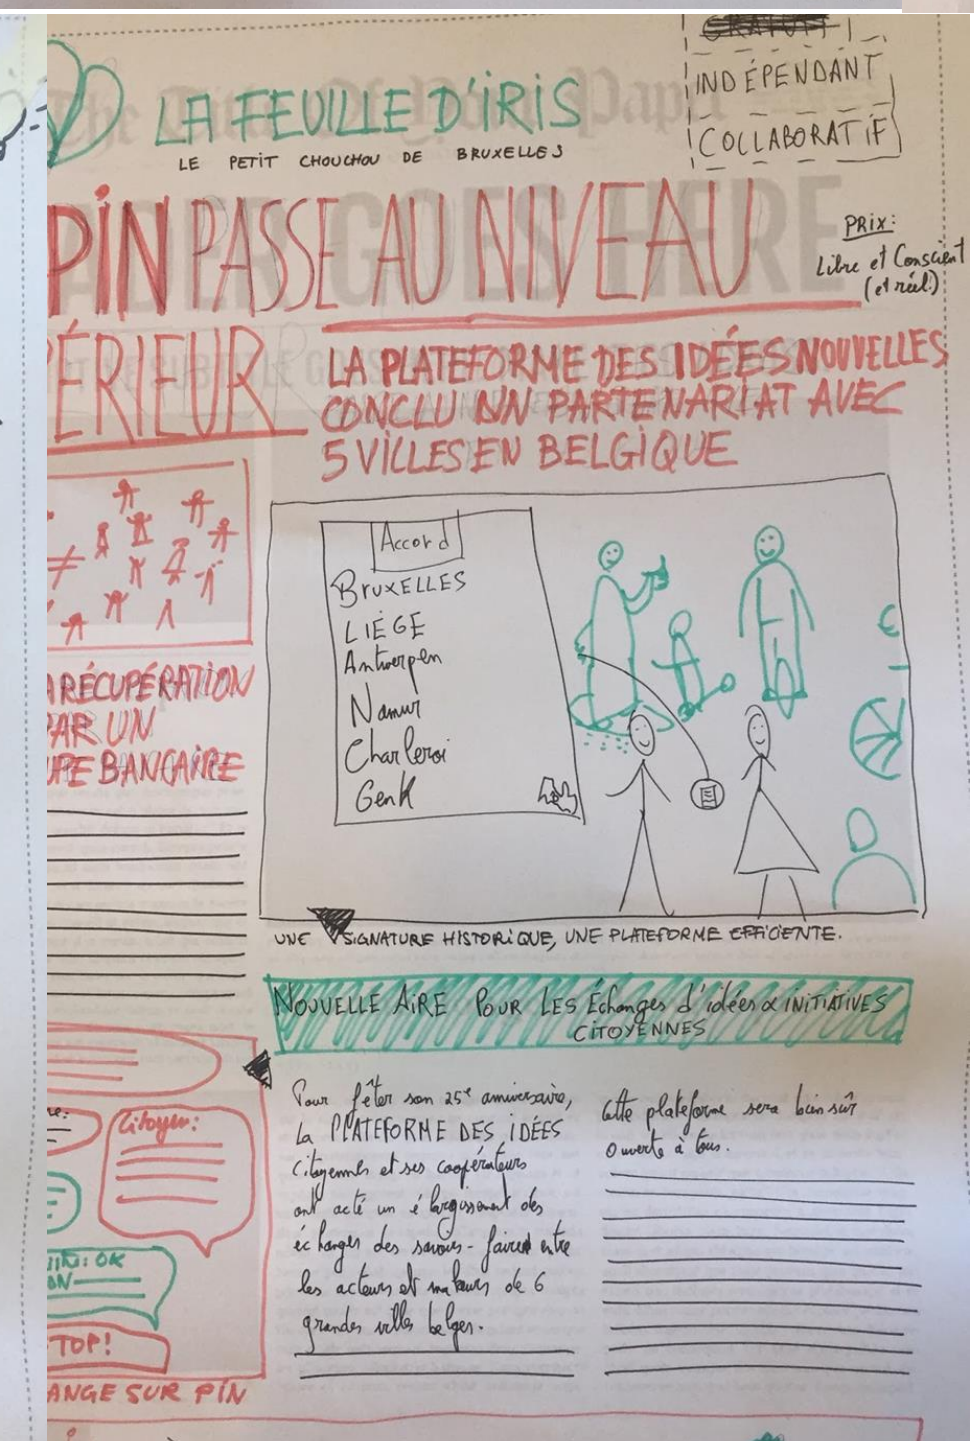 GRATUIT
INDÉPENDANT
COLLABORATIF
LA FEUILLE D'IRIS
LE PETIT CHOUCHOU DE BRUXELLES
PIN PASSE AU NIVEAU
PRIX:
Libre et Conscient
(et réel!)
ÉRIEUR
LA PLATEFORME DES IDÉES NOUVELLES
CONCLU UN PARTENARIAT AVEC
5 VILLES EN BELGIQUE
Accord
BRUXELLES
LIÉGE
Antwerpen
Namur
Charleroi
Genk
€
A RÉCUPÉRATION
PAR UN
UPE BANCAIRE
UNE SIGNATURE HISTORIQUE, UNE PLATEFORME EFFICIENTE.
NOUVELLE AIRE POUR LES Échanges d'idées & INITIATIVES
CITOYENNES
Citoyen:
OK
TOP!
ANGE SUR PIN
Pour fêter son 25e anniversaire,
la PLATEFORME DES IDÉES
citoyennes et ses coopérateurs
ont acté un élargissement des
échanges des savoirs-faire entre
les acteurs et de 6
grandes villes belges.
Cette plateforme sera bien sûr
ouverte à tous.